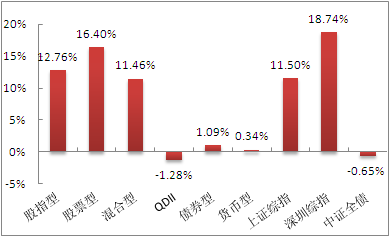 20%
15%
10%
5%
0%
-5%
12.76%
16.40%
11.46%
-1.28%
1.09%
0.34%
11.50%
18.74%
-0.65%
股指型
股票型
混合型
QDII
债券型
货币型
上证综指
深圳综指
中证全债